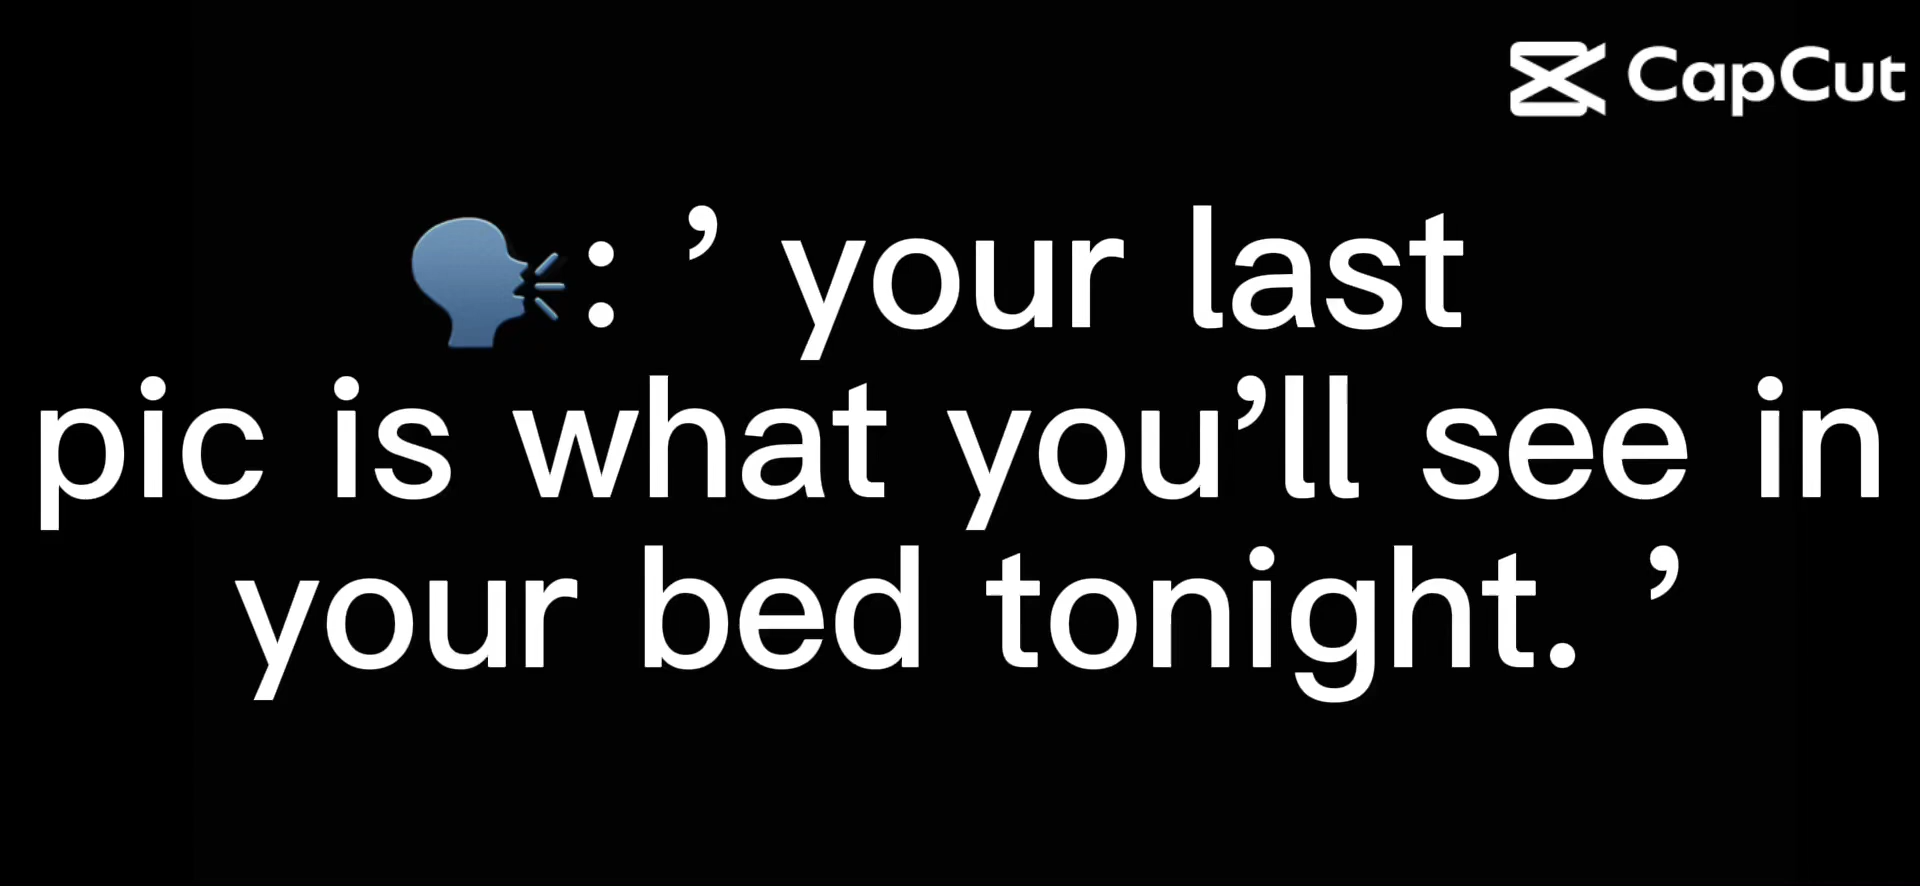 CapCut
🗣: ’ your last
pic is what you’ll see in
your bed tonight. ’